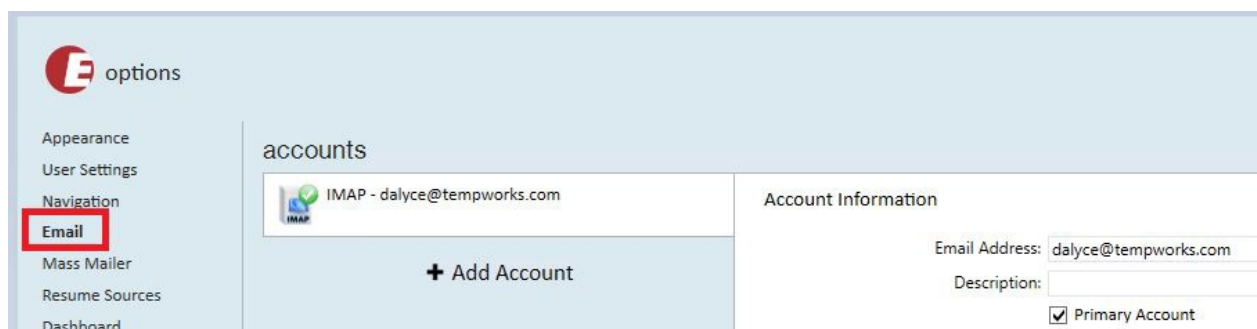 E options
Appearance
User Settings
Navigation
Email
Mass Mailer
Resume Sources
Dashboard
accounts
IMAP
IMAP - dalyce@tempworks.com
+ Add Account
Account Information
Email Address: dalyce@tempworks.com
Description:
Primary Account